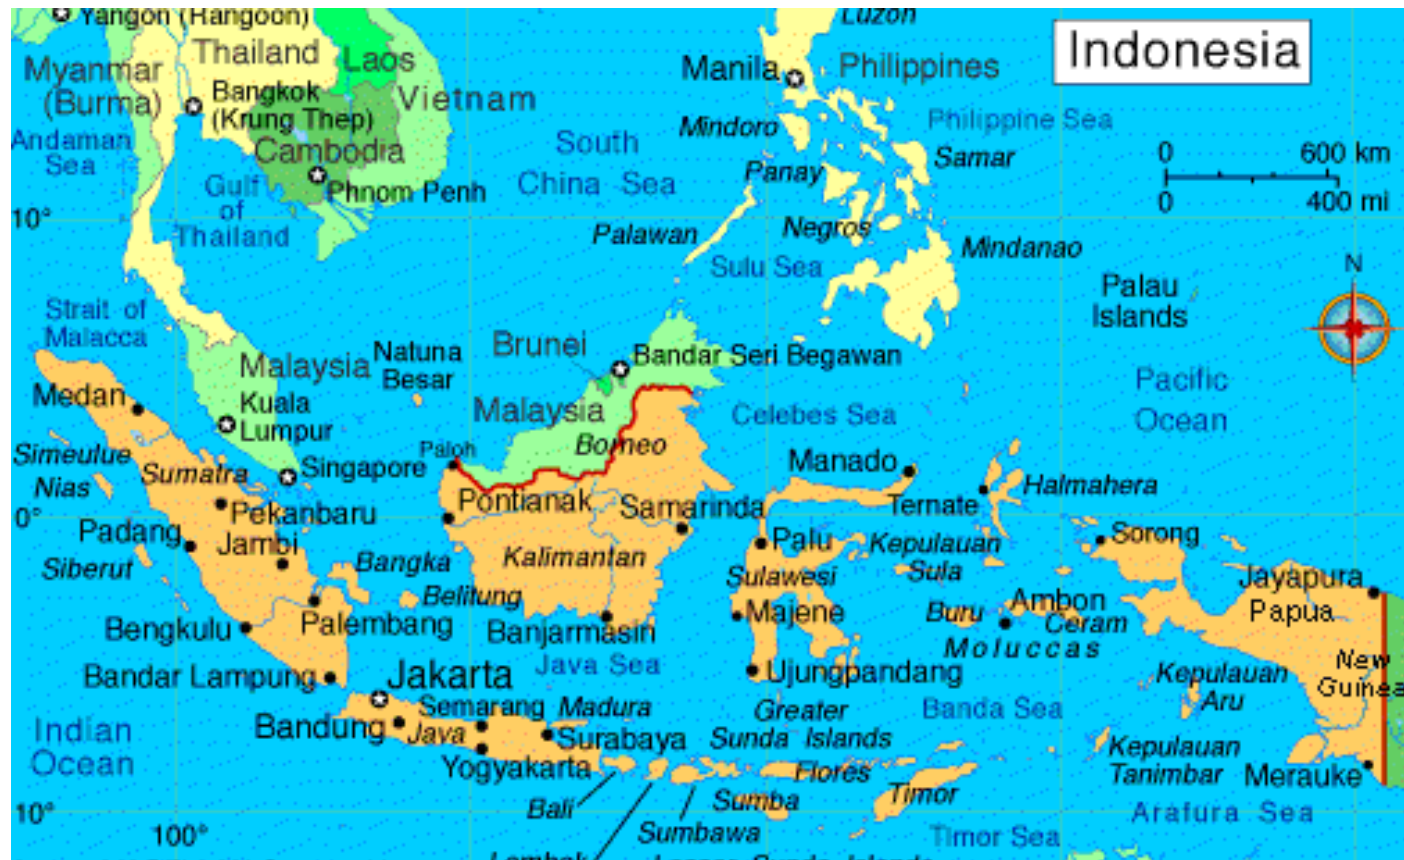 Yangon (Rangoon)
Luzon
Indonesia
Thailand
Laos
Myanmar
(Burma)
Manila
Philippines
Bangkok
(Krung Thep)
Vietnam
Andaman
Sea
Mindoro
Philippine Sea
South
China Sea
Cambodia
Samar
0
600 km
Panay
Gulf
of
Thailand
Phnom Penh
0
400 mi
10°
Palawan
Negros
Mindanao
Sulu Sea
N
Palau
Islands
Strait of
Malacca
Brunei
Bandar Seri Begawan
Natuna
Besar
Malaysia
Pacific
Ocean
Medan
Kuala
Lumpur
Malaysia
Celebes Sea
Borneo
Paloh
Simeulue
Sumatra
Singapore
Manado
Nias
Halmahera
Pontianak
Samarinda
Ternate
0°
Pekanbaru
Padang
Jambi
Palu
Kepulauan
Sula
Sorong
Siberut
Bangka
Kalimantan
Sulawesi
Jayapura
Papua
Belitung
Buru
Ambon
Ceram
Majene
Bengkulu
Palembang
Banjarmasin
Moluccas
Java Sea
New
Guinea
Bandar Lampung
Jakarta
Ujungpandang
Kepulauan
Aru
Semarang
Madura
Greater
Sunda Islands
Banda Sea
Indian
Ocean
Bandung
Java
Surabaya
Kepulauan
Tanimbar
Yogyakarta
Flores
Merauke
Bali
Sumba
Timor
Sumbawa
Arafura Sea
10°
100°
Timor Sea
Lombok
Lesser Sunda Islands